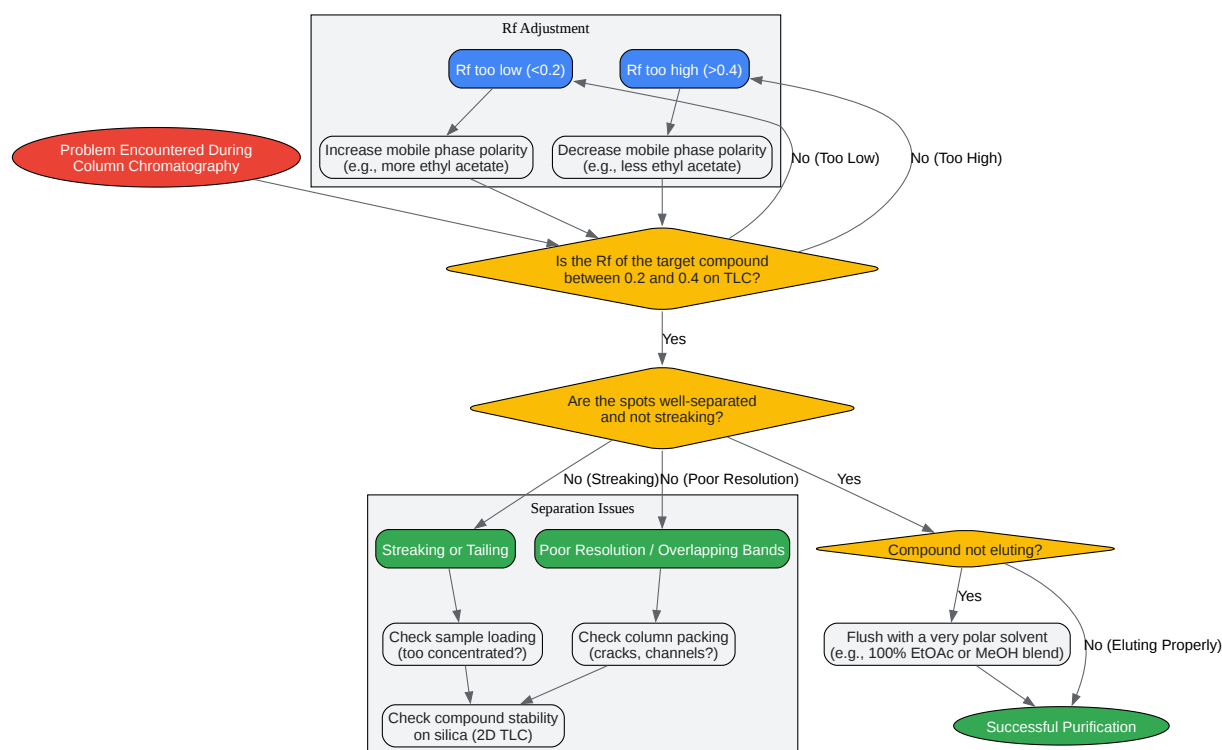 Rf Adjustment
Rf too low (<0.2)
Rf too high (>0.4)
Problem Encountered During
Column Chromatography
Increase mobile phase polarity
(e.g., more ethyl acetate)
Decrease mobile phase polarity
(e.g., less ethyl acetate)
No (Too Low)
No (Too High)
Is the Rf of the target compound
between 0.2 and 0.4 on TLC?
Yes
Are the spots well-separated
and not streaking?
No (Streaking)
No (Poor Resolution)
Yes
Separation Issues
Streaking or Tailing
Poor Resolution / Overlapping Bands
Compound not eluting?
Yes
Check sample loading
(too concentrated?)
Check column packing
(cracks, channels?)
Flush with a very polar solvent
(e.g., 100% EtOAc or MeOH blend)
No (Eluting Properly)
Check compound stability
on silica (2D TLC)
Successful Purification